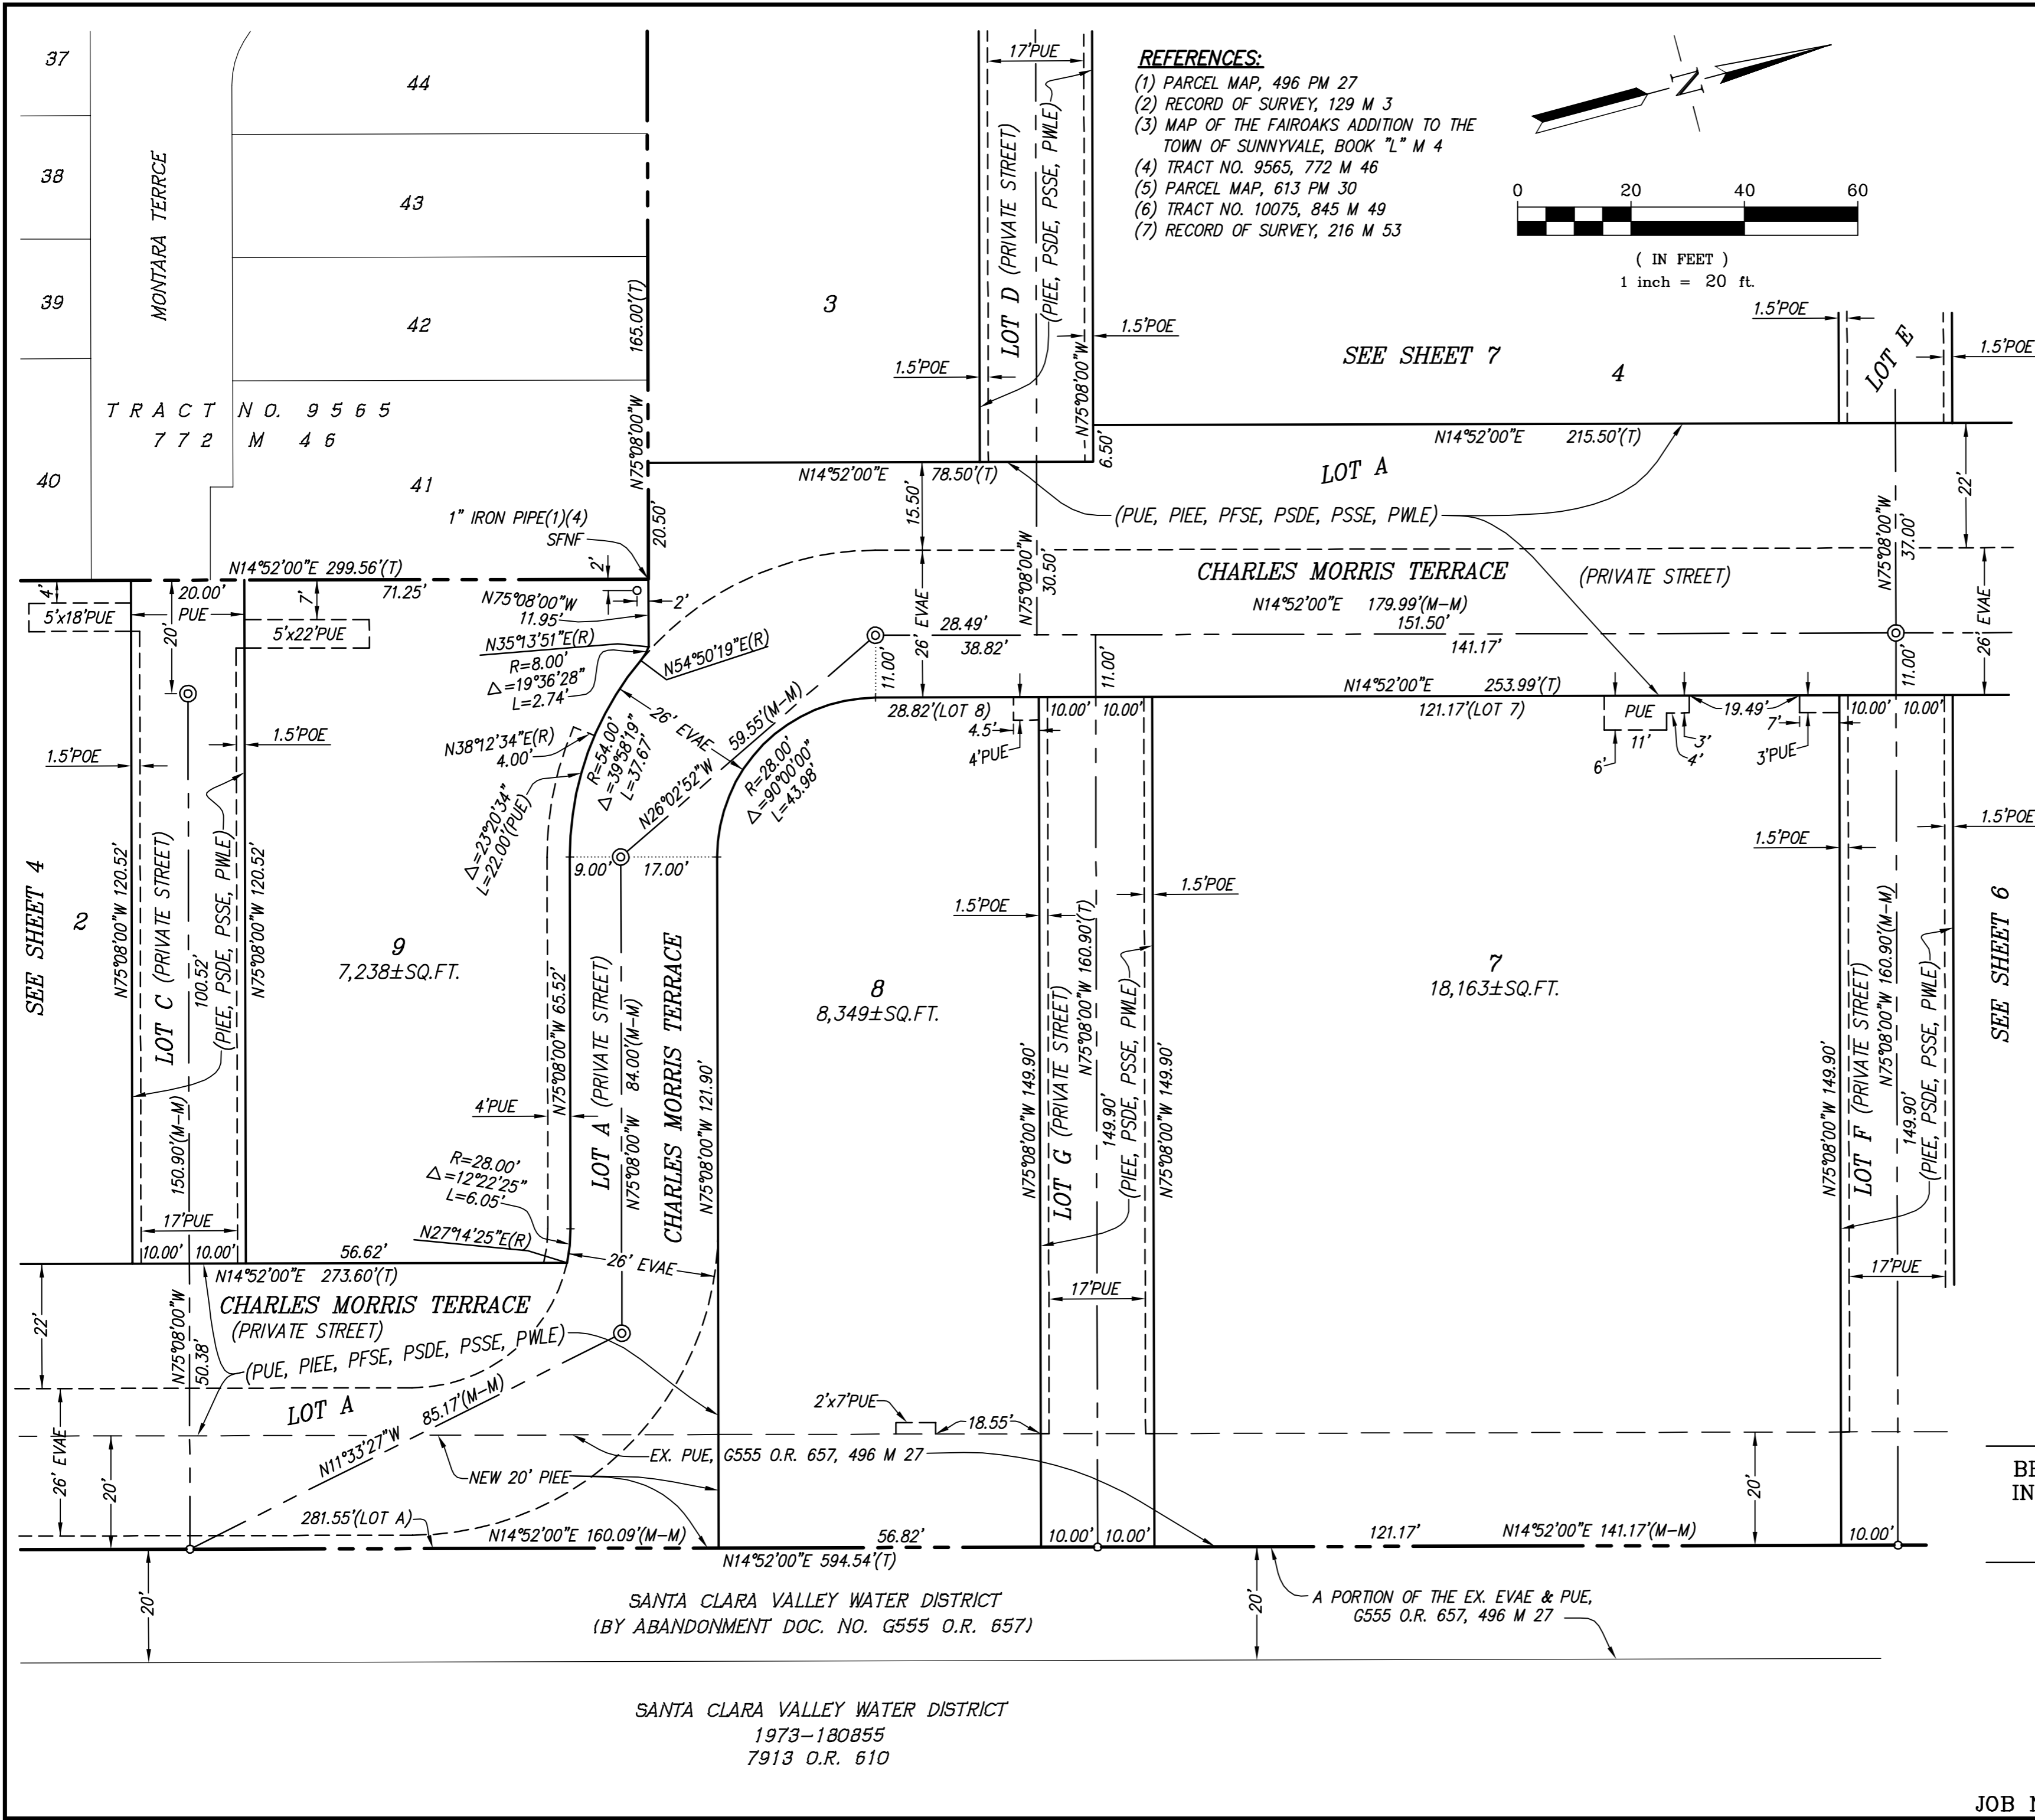 37
38
39
40
MONTARA TERRCE
44
43
42
41
TRACT NO. 9565
772 M 46
165.00'(T)
N75°08'00"W
20.50'
1" IRON PIPE(1)(4)
SFNF
2'
3
17'PUE
LOT D (PRIVATE STREET)
(PIEE, PSDE, PSSE, PWLE)
1.5'POE
1.5'POE
N75°08'00"W
6.50'
REFERENCES:
(1) PARCEL MAP, 496 PM 27
(2) RECORD OF SURVEY, 129 M 3
(3) MAP OF THE FAIROAKS ADDITION TO THE
TOWN OF SUNNYVALE, BOOK "L" M 4
(4) TRACT NO. 9565, 772 M 46
(5) PARCEL MAP, 613 PM 30
(6) TRACT NO. 10075, 845 M 49
(7) RECORD OF SURVEY, 216 M 53
N
0 20 40 60
( IN FEET )
1 inch = 20 ft.
SEE SHEET 7
4
1.5'POE
LOT E
1.5'POE
N14°52'00"E 215.50'(T)
N14°52'00"E 78.50'(T)
LOT A
(PUE, PIEE, PFSE, PSDE, PSSE, PWLE)
15.50'
26' EVAE
N75°08'00"W
30.50'
CHARLES MORRIS TERRACE
(PRIVATE STREET)
N14°52'00"E 179.99'(M-M)
28.49'
151.50'
38.82'
141.17'
11.00'
11.00'
N75°08'00"W
37.00'
22'
26' EVAE
11.00'
N14°52'00"E 253.99'(T)
28.82'(LOT 8)
10.00' 10.00'
121.17'(LOT 7)
4.5'
4'PUE
PUE
11'
6'
3'
4'
19.49'
7'
3'PUE
10.00' 10.00'
N14°52'00"E 299.56'(T)
4'
20.00'
PUE
5'x18'PUE
20'
7'
5'x22'PUE
71.25'
N75°08'00"W
11.95'
2'
N35°13'51"E(R)
R=8.00'
△=19°36'28"
L=2.74'
N54°50'19"E(R)
N38°12'34"E(R)
4.00'
26' EVAE
R=54.00'
△=39°58'19"
L=37.67'
59.55'(M-M)
N26°02'52"W
R=28.00'
△=90°00'00"
L=43.98'
△=23°20'34"
L=22.00'(PUE)
9.00' 17.00'
1.5'POE
1.5'POE
SEE SHEET 4
2
N75°08'00"W 120.52'
LOT C (PRIVATE STREET)
100.52'
150.90'(M-M)
(PIEE, PSDE, PSSE, PWLE)
N75°08'00"W 120.52'
9
7,238±SQ.FT.
N75°08'00"W 65.52'
LOT A (PRIVATE STREET)
N75°08'00"W 84.00'(M-M)
CHARLES MORRIS TERRACE
N75°08'00"W 121.90'
8
8,349±SQ.FT.
1.5'POE
1.5'POE
N75°08'00"W 149.90'
LOT G (PRIVATE STREET)
N75°08'00"W 160.90'(T)
149.90'
(PIEE, PSDE, PSSE, PWLE)
N75°08'00"W 149.90'
7
18,163±SQ.FT.
1.5'POE
1.5'POE
N75°08'00"W 149.90'
LOT F (PRIVATE STREET)
N75°08'00"W 160.90'(M-M)
149.90'
(PIEE, PSDE, PSSE, PWLE)
SEE SHEET 6
4'PUE
R=28.00'
△=12°22'25"
L=6.05'
N27°14'25"E(R)
17'PUE
10.00' 10.00'
56.62'
26' EVAE
17'PUE
17'PUE
N14°52'00"E 273.60'(T)
CHARLES MORRIS TERRACE
(PRIVATE STREET)
22'
N75°08'00"W
50.38'
(PUE, PIEE, PFSE, PSDE, PSSE, PWLE)
LOT A
N11°33'27"W
85.17'(M-M)
26' EVAE
20'
2'x7'PUE
18.55'
EX. PUE, G555 O.R. 657, 496 M 27
NEW 20' PIEE
20'
281.55'(LOT A)
N14°52'00"E 160.09'(M-M)
56.82'
10.00' 10.00'
121.17'
N14°52'00"E 141.17'(M-M)
10.00'
N14°52'00"E 594.54'(T)
20'
20'
SANTA CLARA VALLEY WATER DISTRICT
(BY ABANDONMENT DOC. NO. G555 O.R. 657)
A PORTION OF THE EX. EVAE & PUE,
G555 O.R. 657, 496 M 27
SANTA CLARA VALLEY WATER DISTRICT
1973-180855
7913 O.R. 610
IN
JOB